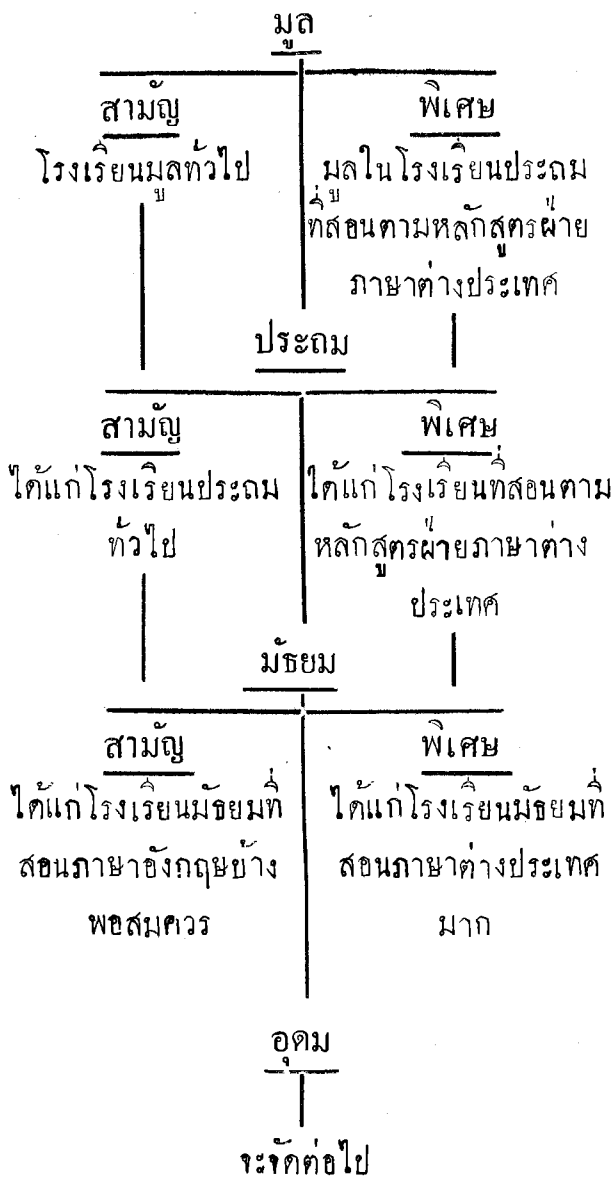 มูล
สามัญ
โรงเรียนมูลทั่วไป
พิเศษ
มูลในโรงเรียนประถม
ที่สอนตามหลักสูตรฝ่าย
ภาษาต่างประเทศ
ประถม
สามัญ
ได้แก่โรงเรียนประถม
ทั่วไป
พิเศษ
ได้แก่โรงเรียนที่สอนตาม
หลักสูตรฝ่ายภาษาต่าง
ประเทศ
มัธยม
สามัญ
ได้แก่โรงเรียนมัธยมที่
สอนภาษาอังกฤษบ้าง
พอสมควร
พิเศษ
ได้แก่โรงเรียนมัธยมที่
สอนภาษาต่างประเทศ
มาก
อุดม
จะจัดต่อไป